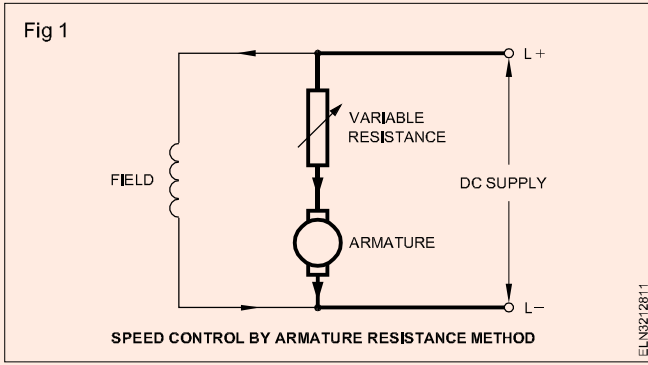 Fig 1
L +
VARIABLE
RESISTANCE
FIELD
DC SUPPLY
ARMATURE
L−
SPEED CONTROL BY ARMATURE RESISTANCE METHOD
ELN3212811